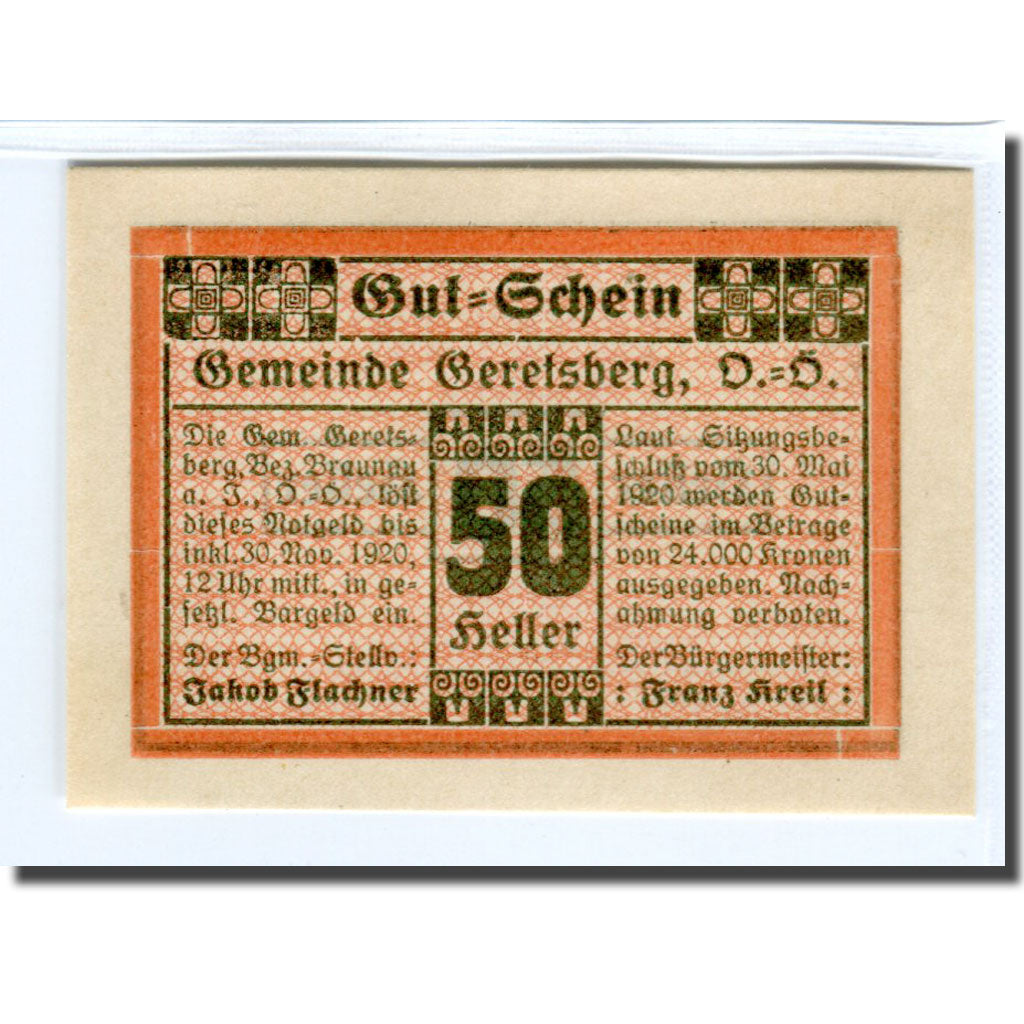 Gut=Schein
Gemeinde Geretsberg, O.=Ö.
Die Gem. Gerets=
berg, Bez. Braunau
a. I., O.=Ö., löst
dieses Notgeld bis
inkl. 30. Nov. 1920,
12 Uhr mitt., in ge=
setzl. Bargeld ein.
Der Bgm.=Stellv.:
Jakob Flachner
50
Heller
Laut Sitzungsbe=
schluß vom 30. Mai
1920 werden Gut=
scheine im Betrage
von 24.000 Kronen
ausgegeben. Nach=
ahmung verboten.
Der Bürgermeister:
: Franz Kreil :